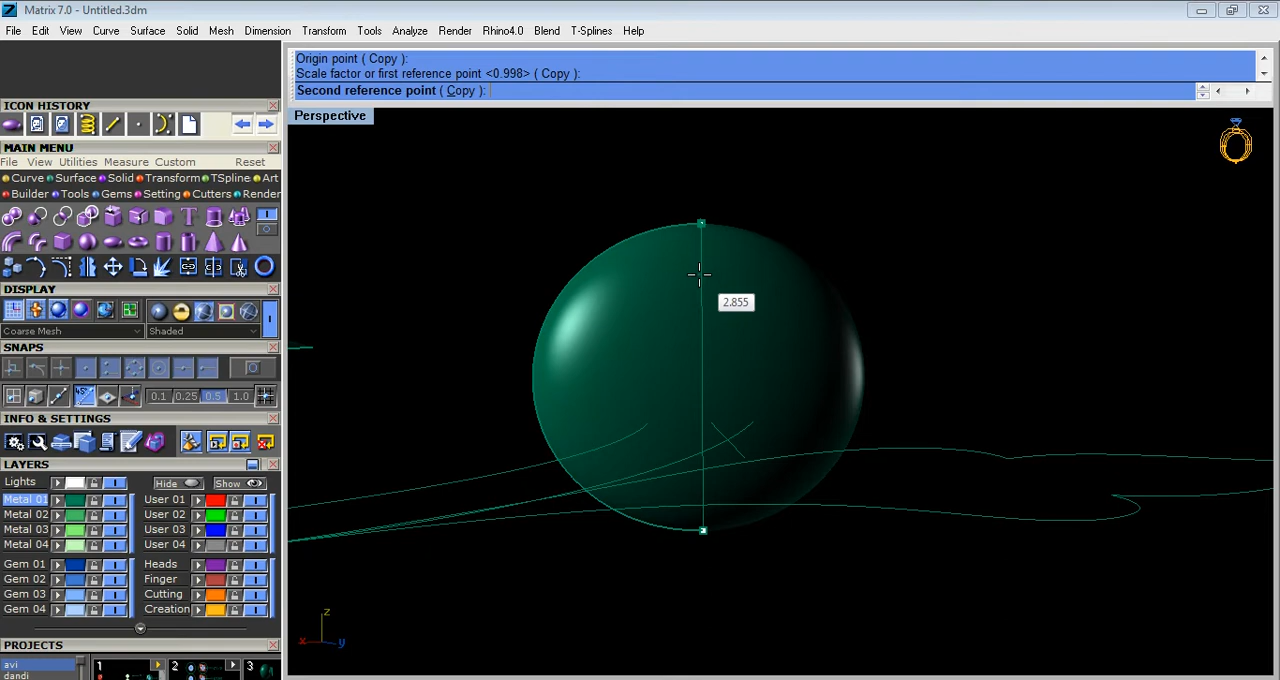 Matrix 7.0 - Untitled.3dm
File Edit View Curve Surface Solid Mesh Dimension Transform Tools Analyze Render Rhino4.0 Blend T-Splines Help
Origin point ( Copy ):
Scale factor or first reference point <0.998> ( Copy ):
Second reference point ( Copy ):
Perspective
ICON HISTORY
MAIN MENU
File View Utilities Measure Custom Reset
Curve Surface Solid Transform TSpline Art
Builder Tools Gems Setting Cutters Render
DISPLAY
Coarse Mesh Shaded
SNAPS
0.1 0.25 0.5 1.0
INFO & SETTINGS
LAYERS
Lights Hide Show
Metal 01 User 01
Metal 02 User 02
Metal 03 User 03
Metal 04 User 04
Gem 01 Heads
Gem 02 Finger
Gem 03 Cutting
Gem 04 Creation
PROJECTS
avi
dandi
1 2 3
2.855
z
x y